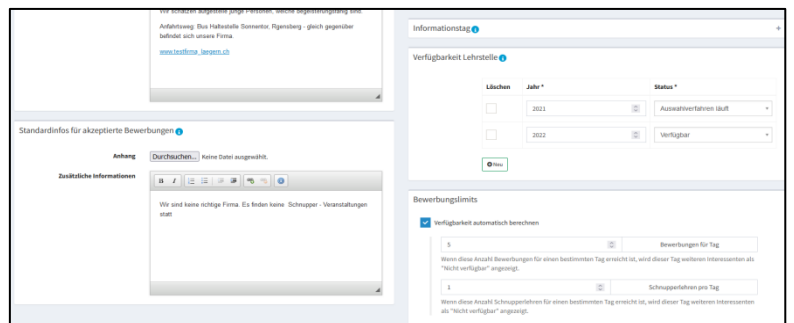 Wir schätzen aufgestellte junge Personen, welche begeisterungsfähig sind.
Anfahrtsweg: Bus Haltestelle Sonnentor, Rgensberg - gleich gegenüber
befindet sich unsere Firma.
www.testfirma_laegern.ch
Standardinfos für akzeptierte Bewerbungen
Anhang
Durchsuchen... Keine Datei ausgewählt.
Zusätzliche Informationen
B I
Wir sind keine richtige Firma. Es finden keine Schnupper - Veranstaltungen
statt
Informationstag +
Verfügbarkeit Lehrstelle
Löschen Jahr * Status *
2021 Auswahlverfahren läuft
2022 Verfügbar
Neu
Bewerbungslimits
Verfügbarkeit automatisch berechnen
5 Bewerbungen für Tag
Wenn diese Anzahl Bewerbungen für einen bestimmten Tag erreicht ist, wird dieser Tag weiteren Interessenten als
"Nicht verfügbar" angezeigt.
1 Schnupperlehren pro Tag
Wenn diese Anzahl Schnupperlehren für einen bestimmten Tag erreicht ist, wird dieser Tag weiteren Interessenten
als "Nicht verfügbar" angezeigt.